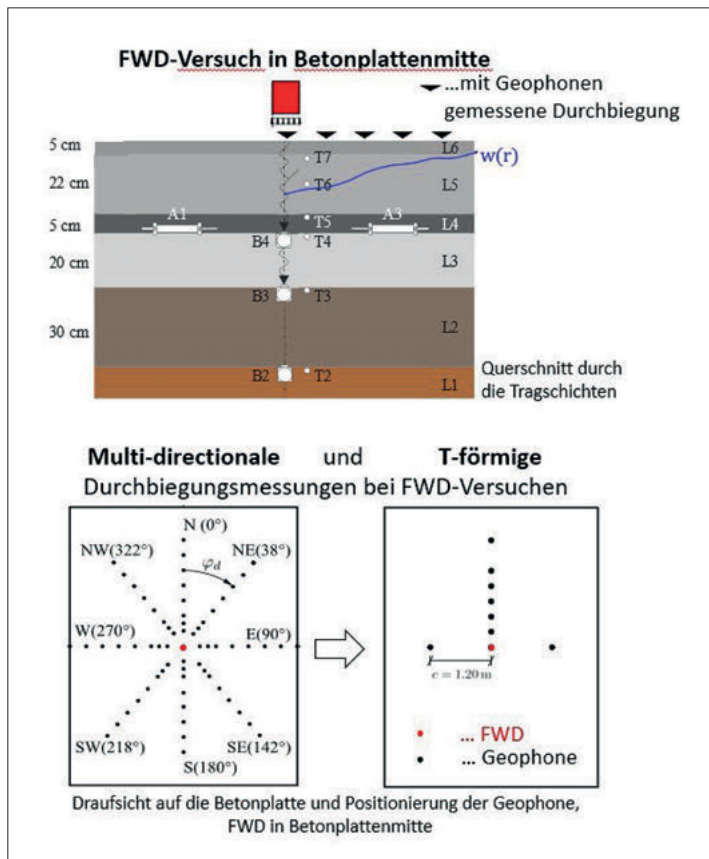 FWD-Versuch in Betonplattenmitte
...mit Geophonen
gemessene Durchbiegung
5 cm
L6
w(r)
T7
22 cm
T6
L5
5 cm
A1
T5
A3
L4
B4
T4
20 cm
L3
B3
T3
30 cm
L2
B2
T2
L1
Querschnitt durch
die Tragschichten
Multi-directionale und T-förmige
Durchbiegungsmessungen bei FWD-Versuchen
N (0°)
NW(322°)
NE(38°)
φd
W(270°)
E(90°)
SW(218°)
SE(142°)
S(180°)
c = 1.20 m
... FWD
... Geophone
Draufsicht auf die Betonplatte und Positionierung der Geophone,
FWD in Betonplattenmitte